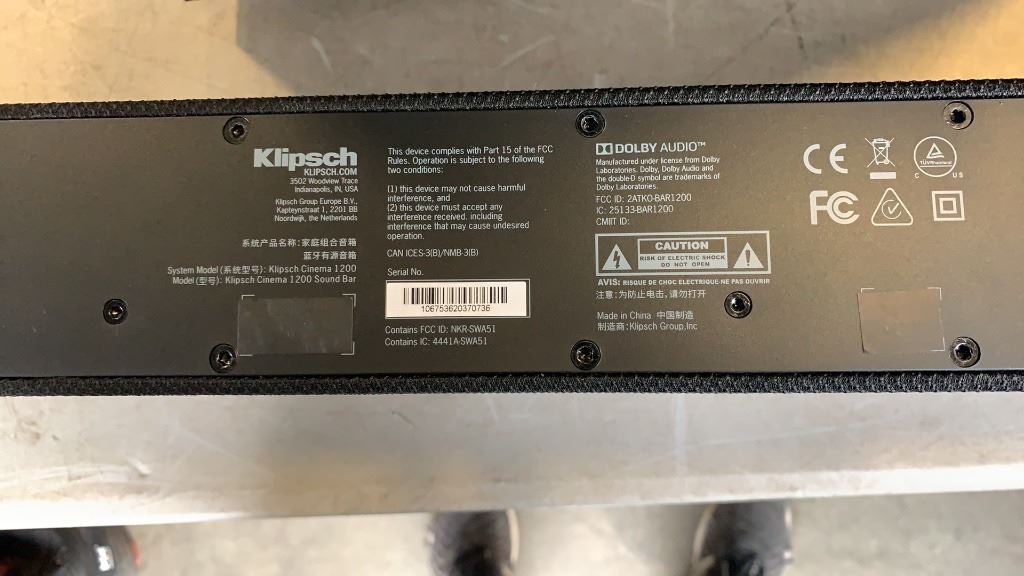 Klipsch
KLIPSCH.COM
3502 Woodview Trace
Indianapolis, IN, USA
Klipsch Group Europe B.V.,
Kapteynstraat 1, 2201 BB
Noordwijk, the Netherlands
系统产品名称: 家庭组合音箱
蓝牙有源音箱
System Model (系统型号): Klipsch Cinema 1200
Model (型号): Klipsch Cinema 1200 Sound Bar
This device complies with Part 15 of the FCC
Rules. Operation is subject to the following
two conditions:
(1) this device may not cause harmful
interference, and
(2) this device must accept any
interference received, including
interference that may cause undesired
operation.
CAN ICES-3(B)/NMB-3(B)
Serial No.
106753620370736
Contains FCC ID: NKR-SWA51
Contains IC: 4441A-SWA51
DOLBY AUDIO™
Manufactured under license from Dolby
Laboratories. Dolby, Dolby Audio and
the double-D symbol are trademarks of
Dolby Laboratories.
FCC ID: 2ATKO-BAR1200
IC: 25133-BAR1200
CMIIT ID:
CAUTION
RISK OF ELECTRIC SHOCK
DO NOT OPEN
AVIS: RISQUE DE CHOC ELECTRIQUE-NE PAS OUVRIR
注意: 为防止电击, 请勿打开
Made in China 中国制造
制造商: Klipsch Group, Inc
CE
TÜVRheinland
C US
FC